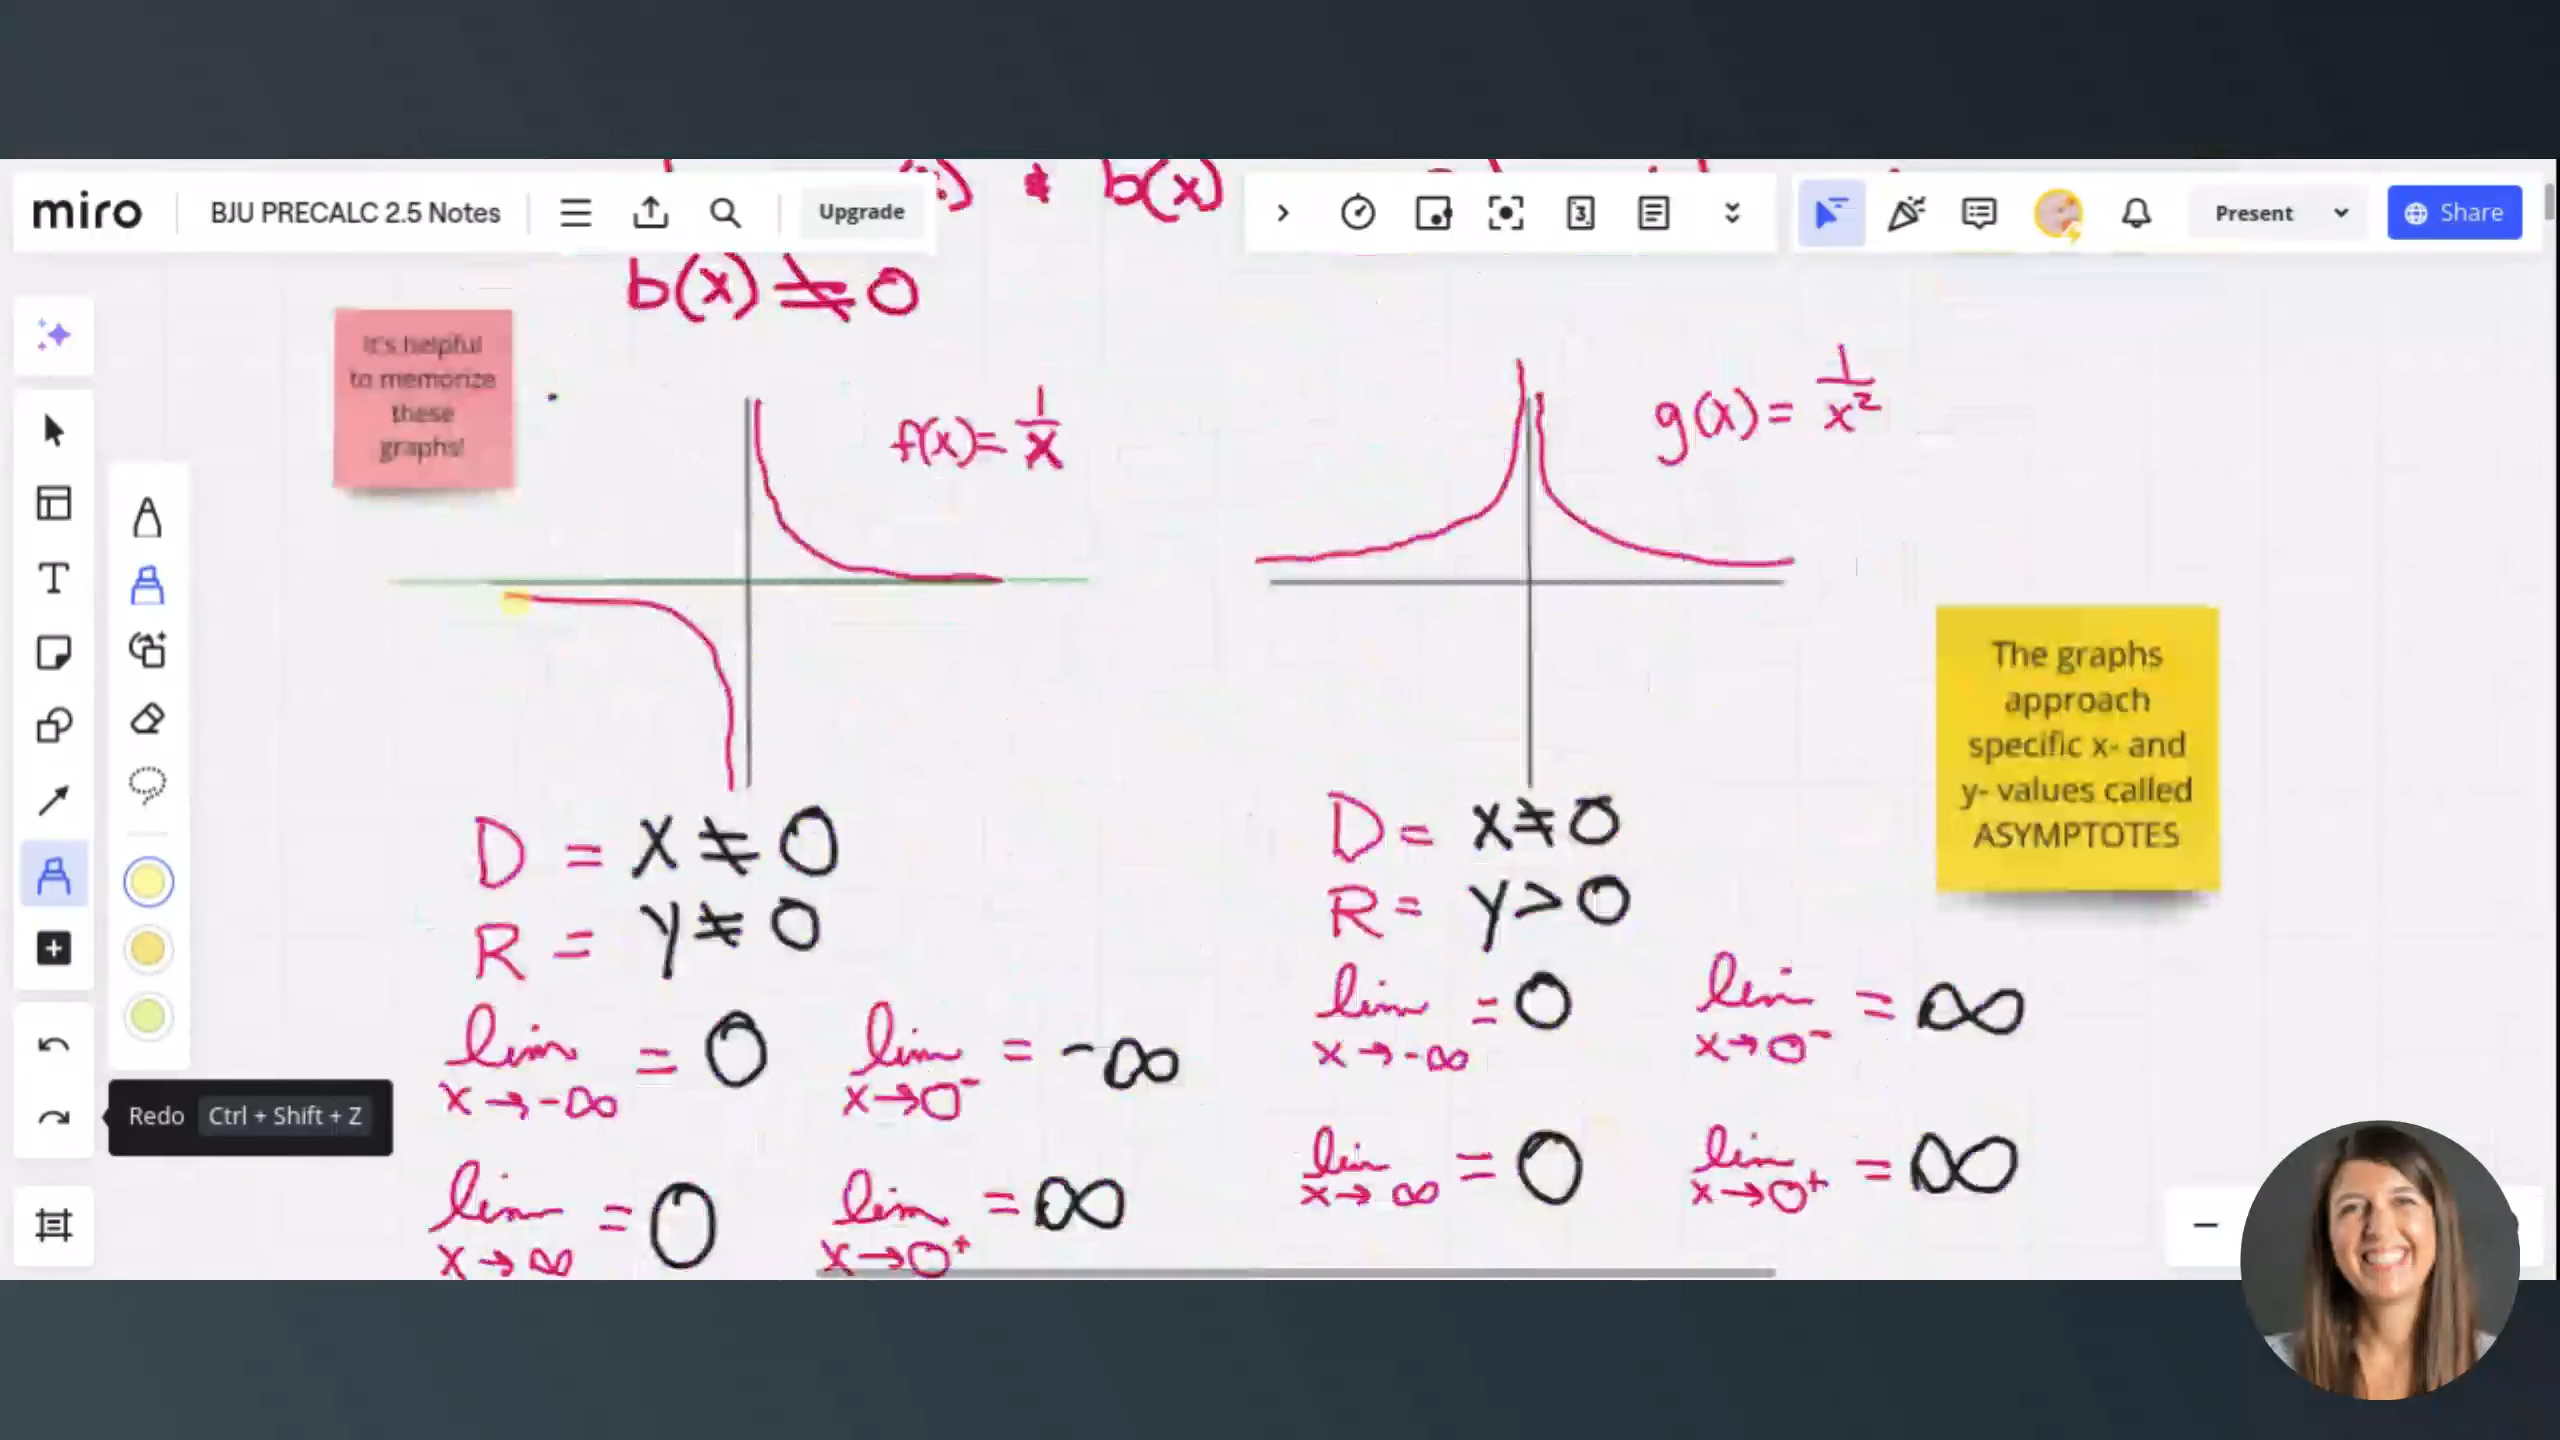 b(x)
miro
BJU PRECALC 2.5 Notes
Upgrade
3
Present
Share
b(x) ≠ 0
It's helpful
to memorize
these
graphs!
f(x) = 1/x
g(x) = 1/x²
The graphs
approach
specific x- and
y- values called
ASYMPTOTES
D = x ≠ 0
R = y ≠ 0
lim x→-∞ = 0
lim x→0⁻ = -∞
lim x→∞ = 0
lim x→0⁺ = ∞
D = x ≠ 0
R = y > 0
lim x→-∞ = 0
lim x→0⁻ = ∞
lim x→∞ = 0
lim x→0⁺ = ∞
Redo Ctrl + Shift + Z